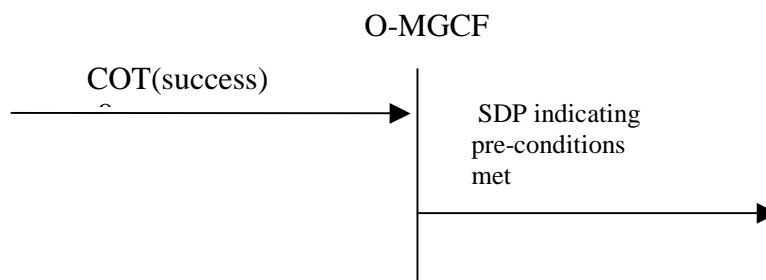 O-MGCF
COT(success)
SDP indicating
pre-conditions
met